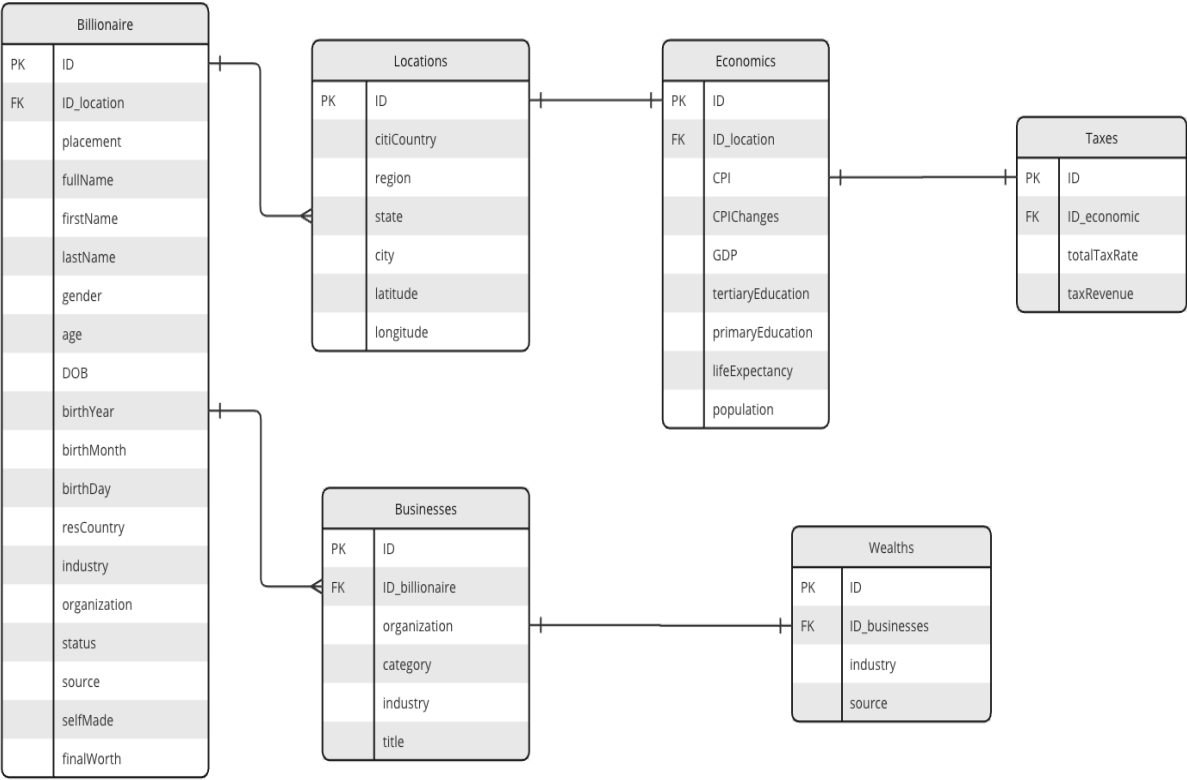 Billionaire
PK ID
FK ID_location
placement
fullName
firstName
lastName
gender
age
DOB
birthYear
birthMonth
birthDay
resCountry
industry
organization
status
source
selfMade
finalWorth
Locations
PK ID
citiCountry
region
state
city
latitude
longitude
Economics
PK ID
FK ID_location
CPI
CPIChanges
GDP
tertiaryEducation
primaryEducation
lifeExpectancy
population
Taxes
PK ID
FK ID_economic
totalTaxRate
taxRevenue
Businesses
PK ID
FK ID_billionaire
organization
category
industry
title
Wealths
PK ID
FK ID_businesses
industry
source